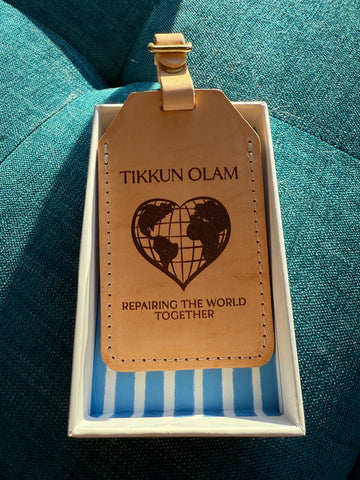 TIKKUN OLAM
REPAIRING THE WORLD
TOGETHER